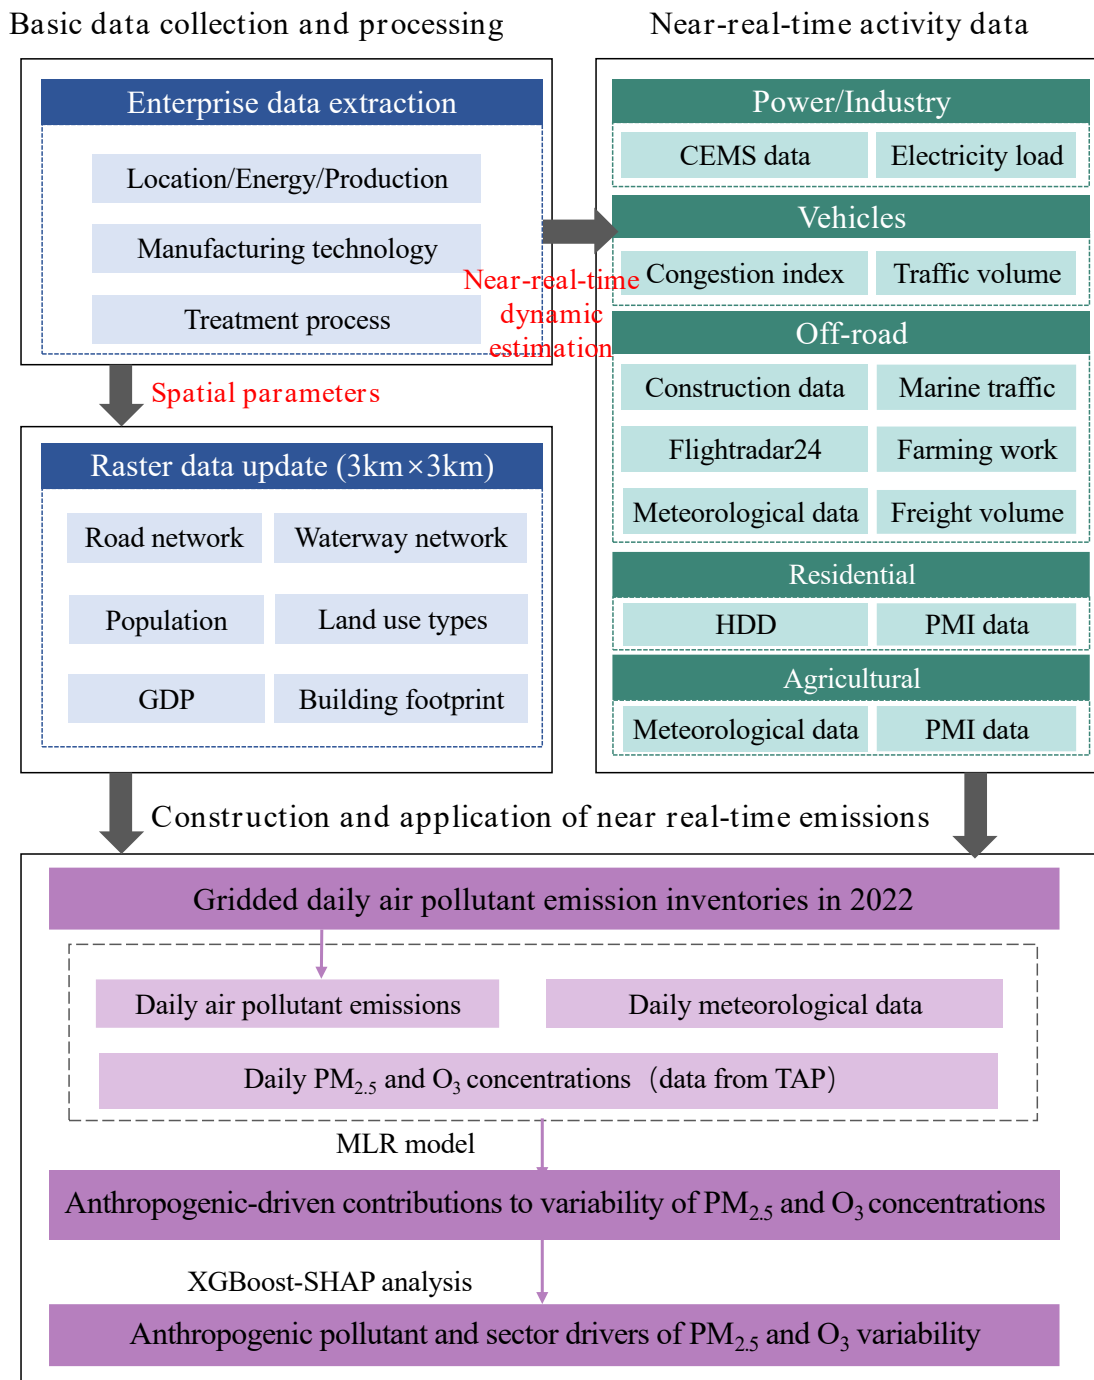 Basic data collection and processing
Enterprise data extraction
Location/Energy/Production
Manufacturing technology
Treatment process
Spatial parameters
Near-real-time
dynamic
estimation
Raster data update (3km×3km)
Road network
Waterway network
Population
Land use types
GDP
Building footprint
Near-real-time activity data
Power/Industry
CEMS data
Electricity load
Vehicles
Congestion index
Traffic volume
Off-road
Construction data
Marine traffic
Flightradar24
Farming work
Meteorological data
Freight volume
Residential
HDD
PMI data
Agricultural
Meteorological data
PMI data
Construction and application of near real-time emissions
Gridded daily air pollutant emission inventories in 2022
Daily air pollutant emissions
Daily meteorological data
Daily PM2.5 and O3 concentrations（data from TAP）
MLR model
Anthropogenic-driven contributions to variability of PM2.5 and O3 concentrations
XGBoost-SHAP analysis
Anthropogenic pollutant and sector drivers of PM2.5 and O3 variability